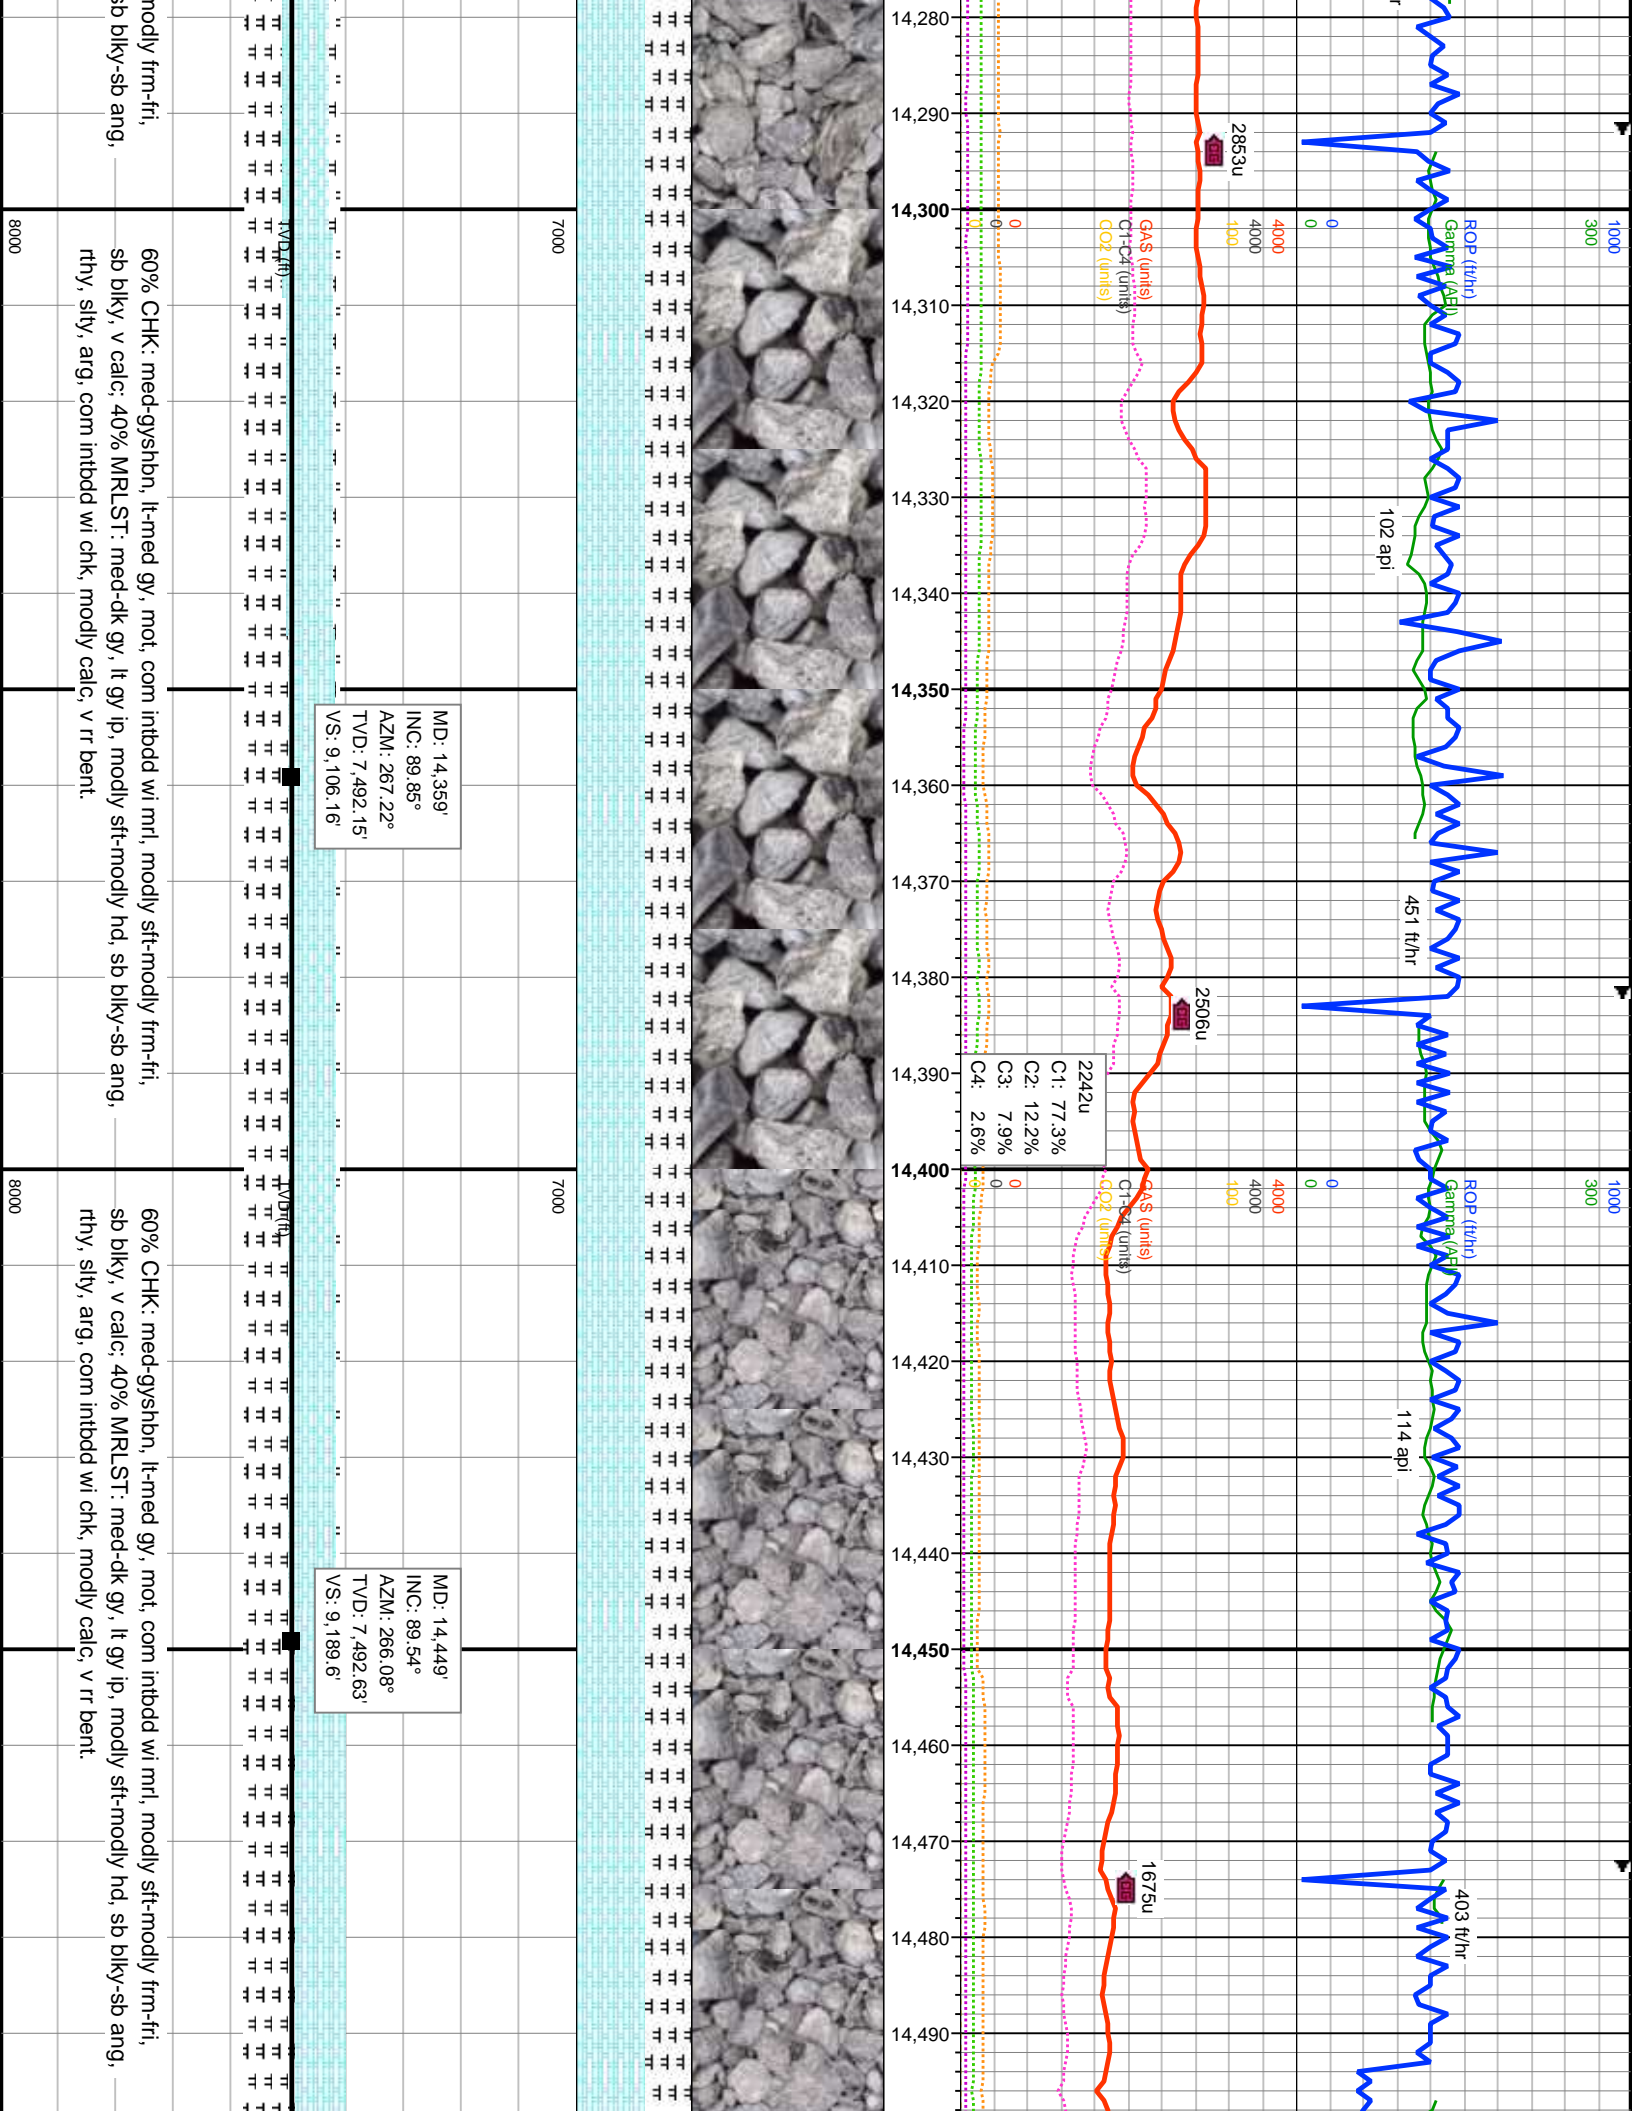 14,280
14,290
14,300
14,310
14,320
14,330
14,340
14,350
14,360
14,370
14,380
14,390
14,400
14,410
14,420
14,430
14,440
14,450
14,460
14,470
14,480
14,490
1000
300
ROP (ft/hr)
Gamma (API)
0
0
4000
4000
100
GAS (units)
C1-C4 (units)
CO2 (units)
0
0
0
2853u
102 api
451 ft/hr
2506u
2242u
C1: 77.3%
C2: 12.2%
C3: 7.9%
C4: 2.6%
1000
300
ROP (ft/hr)
Gamma (API)
0
0
4000
4000
100
GAS (units)
C1-C4 (units)
CO2 (units)
0
0
0
114 api
403 ft/hr
1675u
7000
TVD (ft)
8000
MD: 14,359'
INC: 89.85°
AZM: 267.22°
TVD: 7,492.15'
VS: 9,106.16'
7000
TVD (ft)
8000
MD: 14,449'
INC: 89.54°
AZM: 266.08°
TVD: 7,492.63'
VS: 9,189.6'
modly frm-fri,
sb blky-sb ang,
60% CHK: med-gyshbn, lt-med gy, mot, com intbdd wi mrl, modly sft-modly frm-fri,
sb blky, v calc; 40% MRLST: med-dk gy, lt gy ip, modly sft-modly hd, sb blky-sb ang,
rthy, slty, arg, com intbdd wi chk, modly calc, v rr bent.
60% CHK: med-gyshbn, lt-med gy, mot, com intbdd wi mrl, modly sft-modly frm-fri,
sb blky, v calc; 40% MRLST: med-dk gy, lt gy ip, modly sft-modly hd, sb blky-sb ang,
rthy, slty, arg, com intbdd wi chk, modly calc, v rr bent.